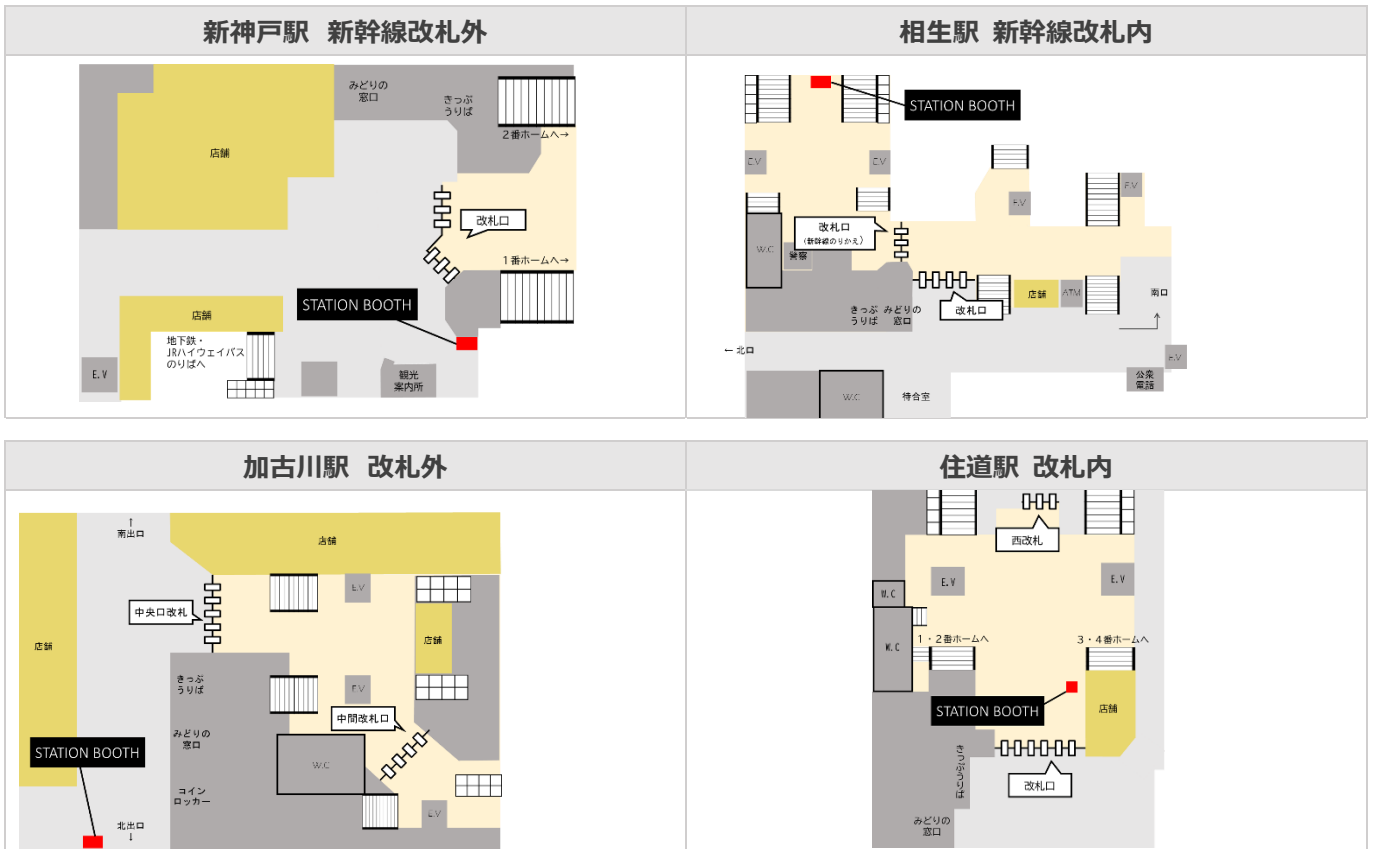 新神戸駅 新幹線改札外
みどりの
窓口
きっぷ
うりば
2番ホームへ→
店舗
改札口
1番ホームへ→
STATION BOOTH
店舗
地下鉄・
JRハイウェイバス
のりばへ
E.V
観光
案内所
相生駅 新幹線改札内
STATION BOOTH
E.V
E.V
E.V
E.V
改札口
(新幹線のりかえ)
W.C
警察
店舗
ATM
南口
きっぷ
うりば
みどりの
窓口
改札口
←北口
E.V
公衆
電話
W.C
待合室
加古川駅 改札外
↑
南出口
店舗
E.V
中央口改札
店舗
店舗
きっぷ
うりば
E.V
中間改札口
みどりの
窓口
STATION BOOTH
W.C
コイン
ロッカー
E.V
北出口
↓
住道駅 改札内
西改札
E.V
E.V
W.C
1・2番ホームへ
3・4番ホームへ
W.C
STATION BOOTH
店舗
きっぷうりば
改札口
みどりの
窓口